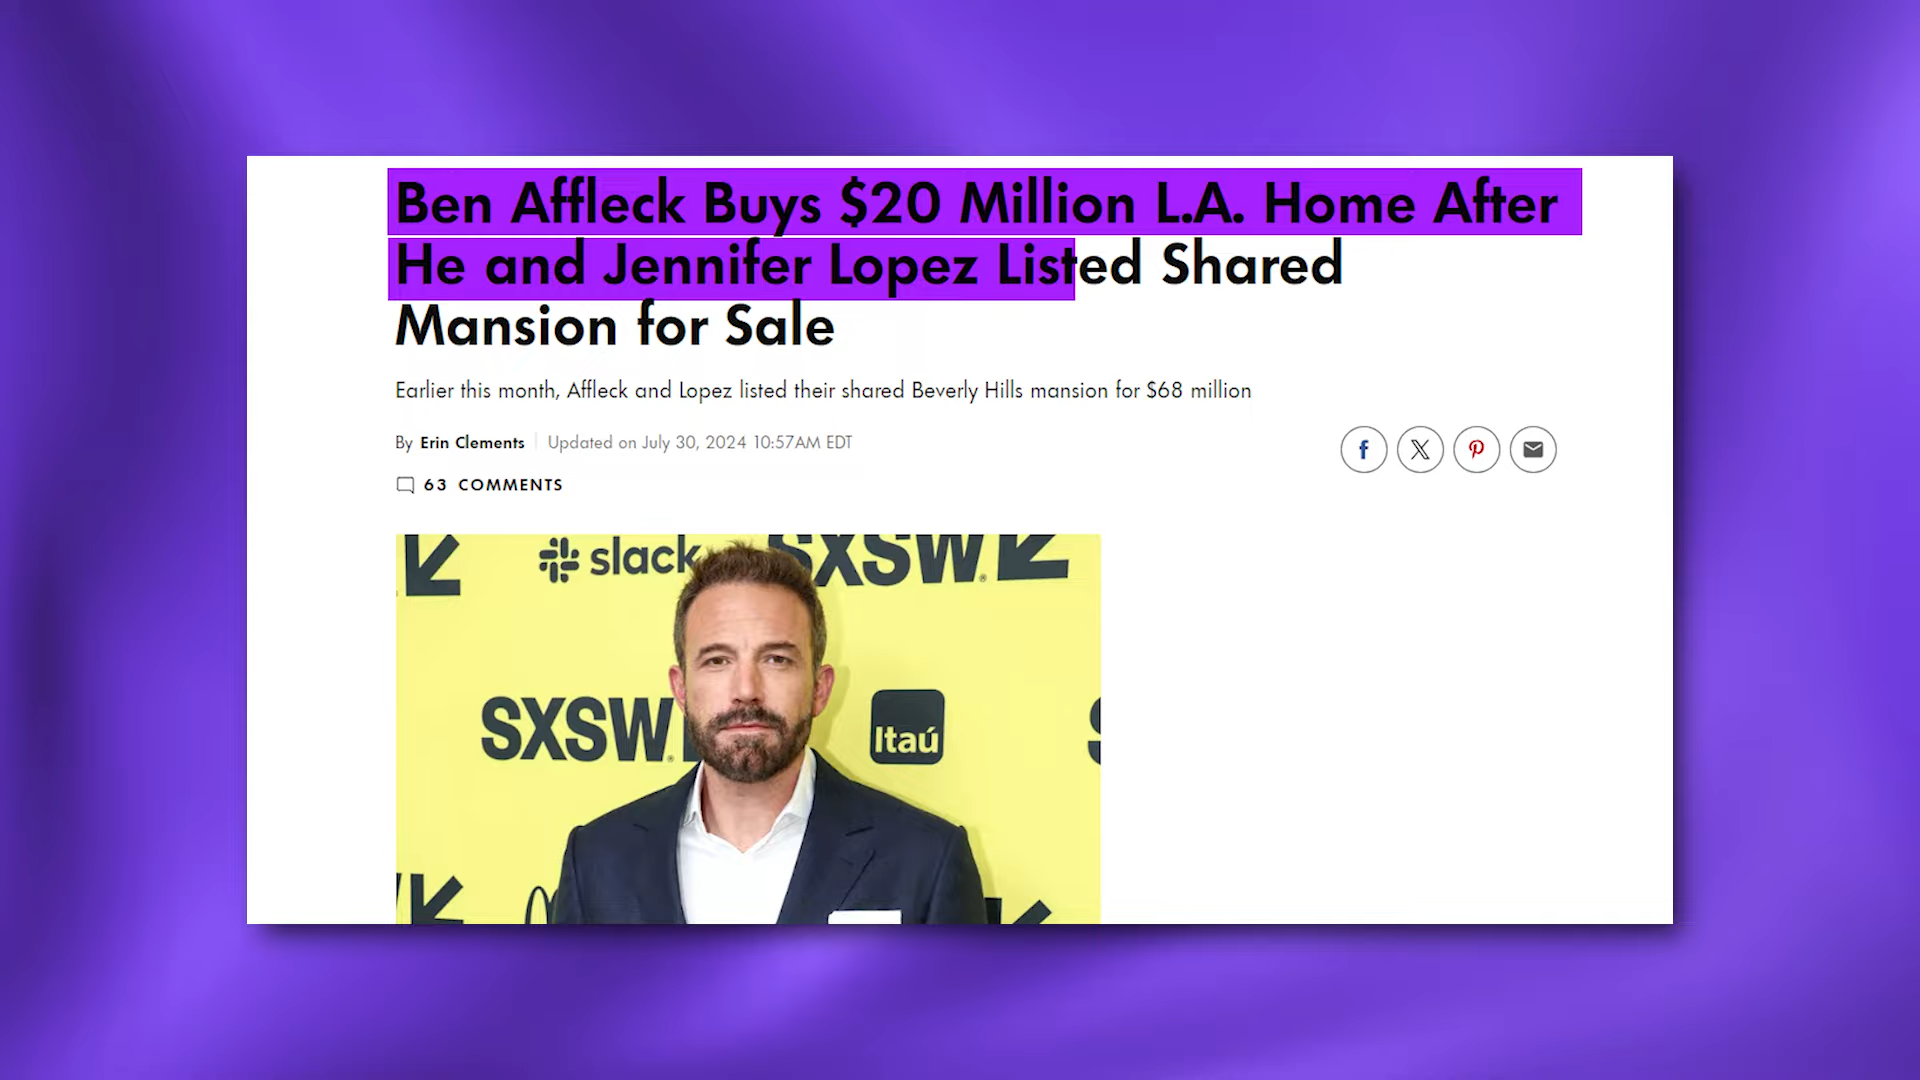 Ben Affleck Buys $20 Million L.A. Home After
He and Jennifer Lopez Listed Shared
Mansion for Sale
Earlier this month, Affleck and Lopez listed their shared Beverly Hills mansion for $68 million
By Erin Clements Updated on July 30, 2024 10:57AM EDT
63 COMMENTS
slack SXSW
SXSW
Itaú